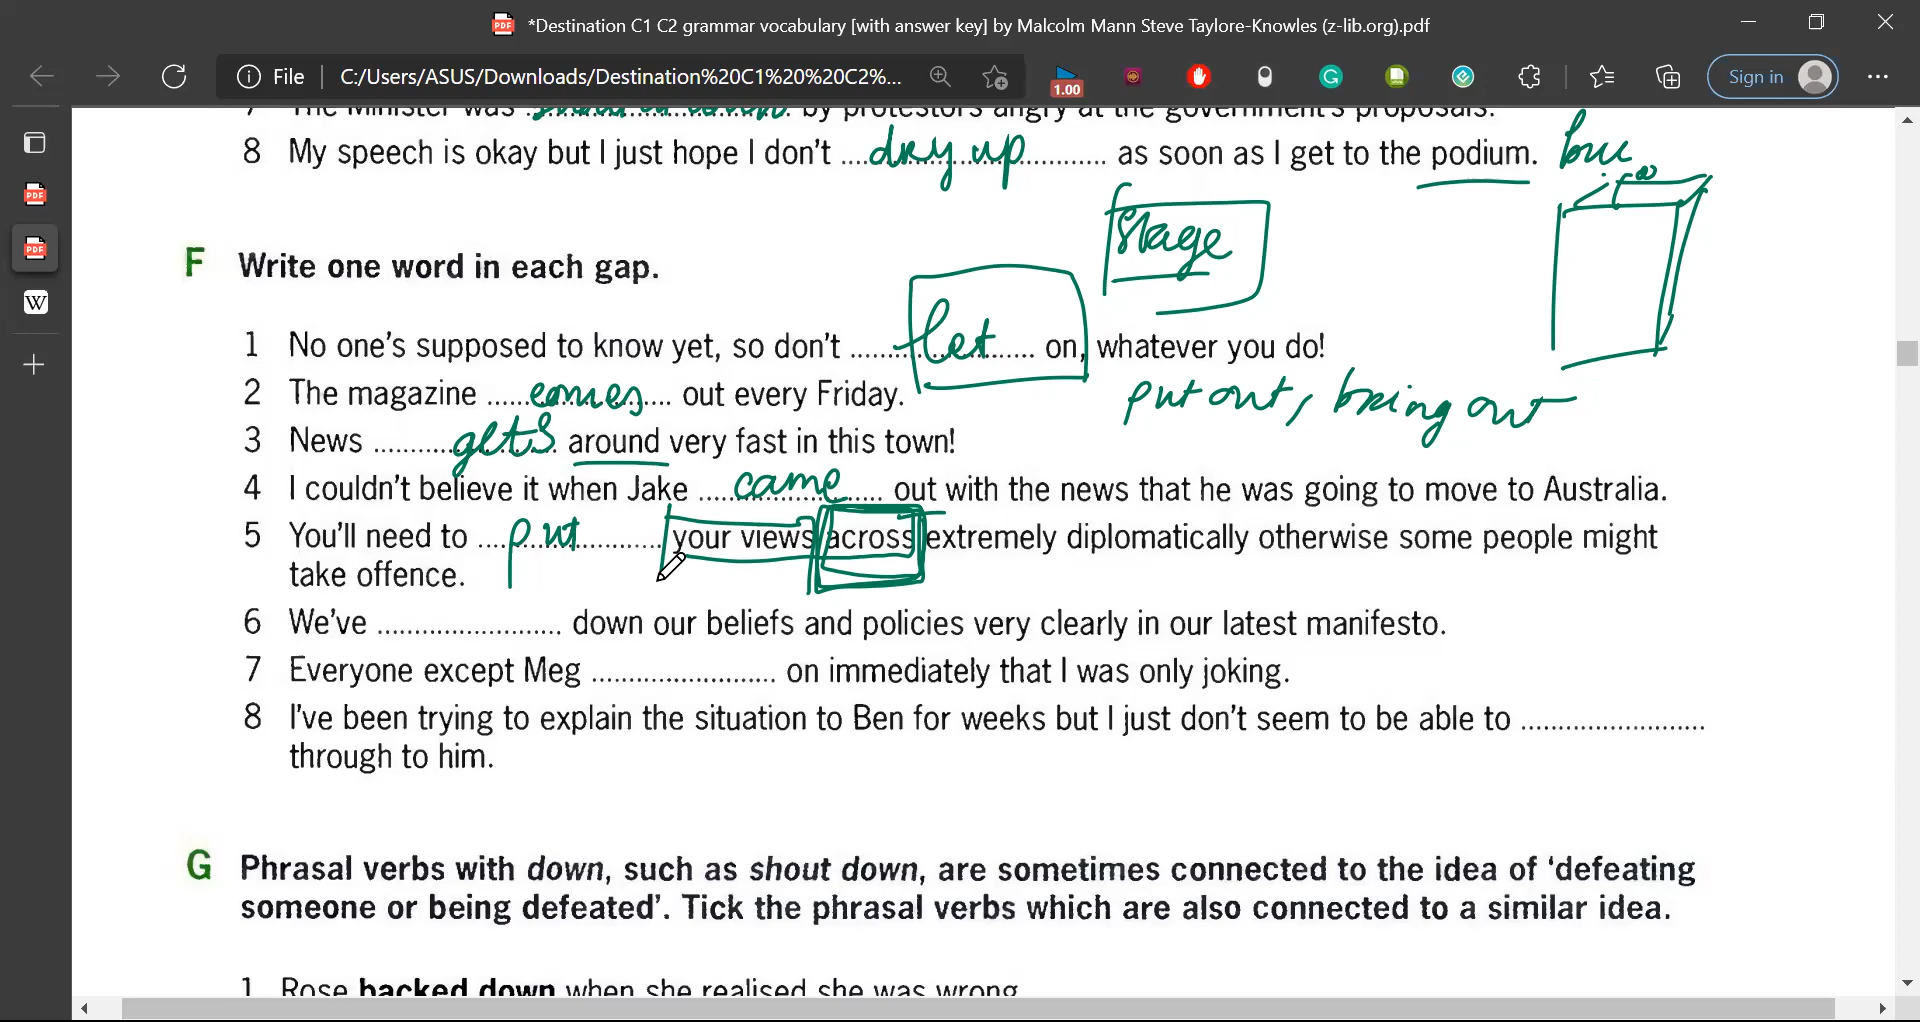 *Destination C1 C2 grammar vocabulary [with answer key] by Malcolm Mann Steve Taylore-Knowles (z-lib.org).pdf
File C:/Users/ASUS/Downloads/Destination%20C1%20%20C2%... 1.00 Sign in
7 The Minister was by protestors angry at the government's proposals.
8 My speech is okay but I just hope I don't dry up as soon as I get to the podium.
stage
F Write one word in each gap.
1 No one's supposed to know yet, so don't let on, whatever you do!
2 The magazine comes out every Friday. put out, bring out
3 News gets around very fast in this town!
4 I couldn't believe it when Jake came out with the news that he was going to move to Australia.
5 You'll need to put your views across extremely diplomatically otherwise some people might
take offence.
6 We've ......................... down our beliefs and policies very clearly in our latest manifesto.
7 Everyone except Meg ......................... on immediately that I was only joking.
8 I've been trying to explain the situation to Ben for weeks but I just don't seem to be able to .........................
through to him.
G Phrasal verbs with down, such as shout down, are sometimes connected to the idea of 'defeating
someone or being defeated'. Tick the phrasal verbs which are also connected to a similar idea.
1 Rose backed down when she realised she was wrong